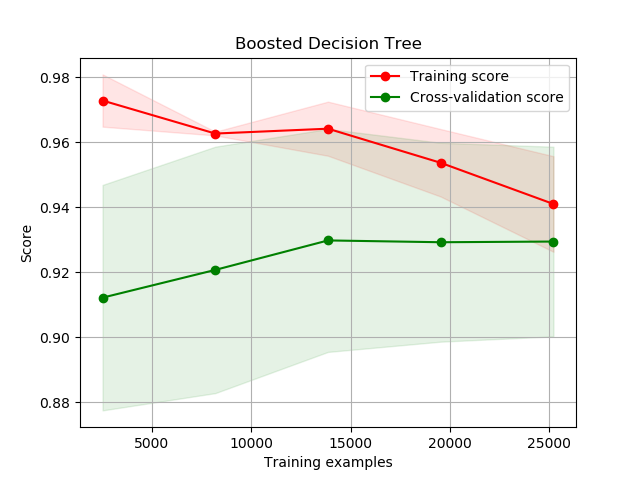 Boosted Decision Tree
Training score
Cross-validation score
0.98
0.96
0.94
0.92
0.90
0.88
Score
5000 10000 15000 20000 25000
Training examples